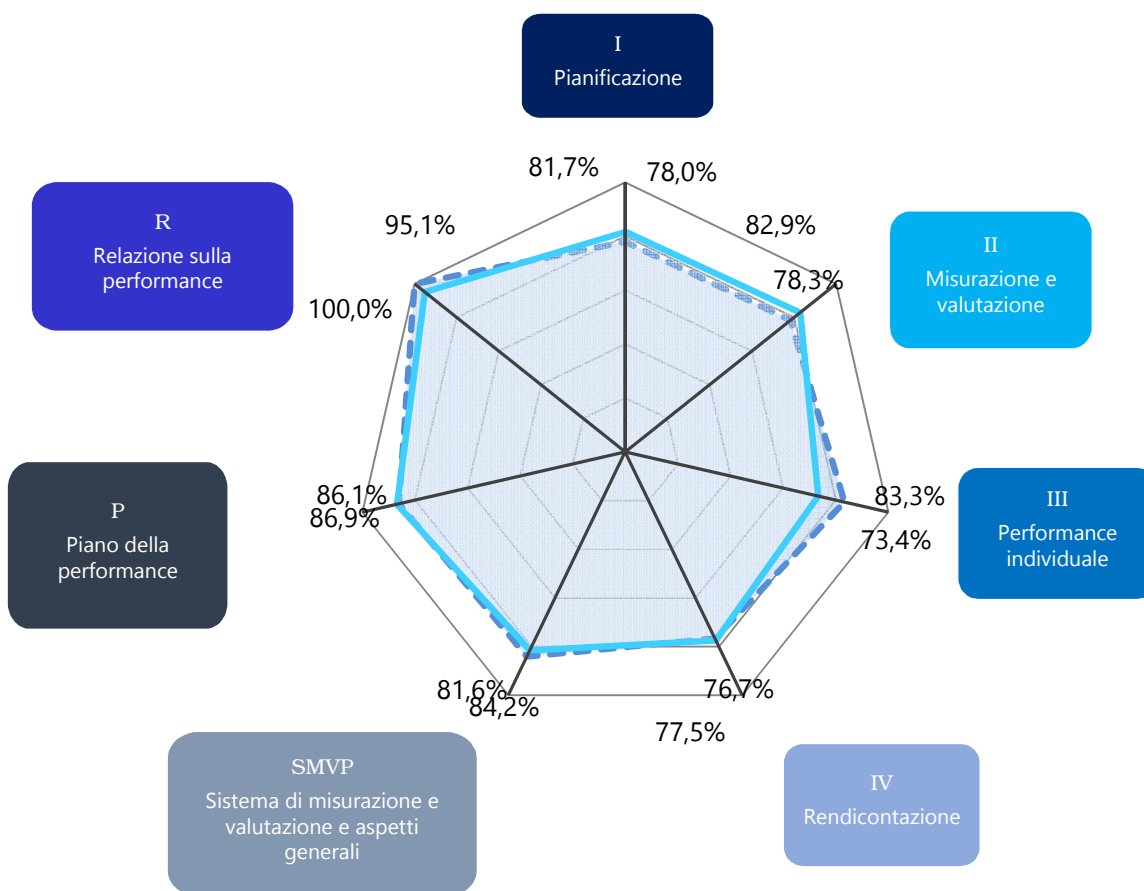 I
Pianificazione
81,7%
78,0%
R
Relazione sulla
performance
95,1%
100,0%
82,9%
78,3%
II
Misurazione e
valutazione
P
Piano della
performance
86,1%
86,9%
83,3%
73,4%
III
Performance
individuale
81,6%
84,2%
76,7%
77,5%
SMVP
Sistema di misurazione e
valutazione e aspetti
generali
IV
Rendicontazione